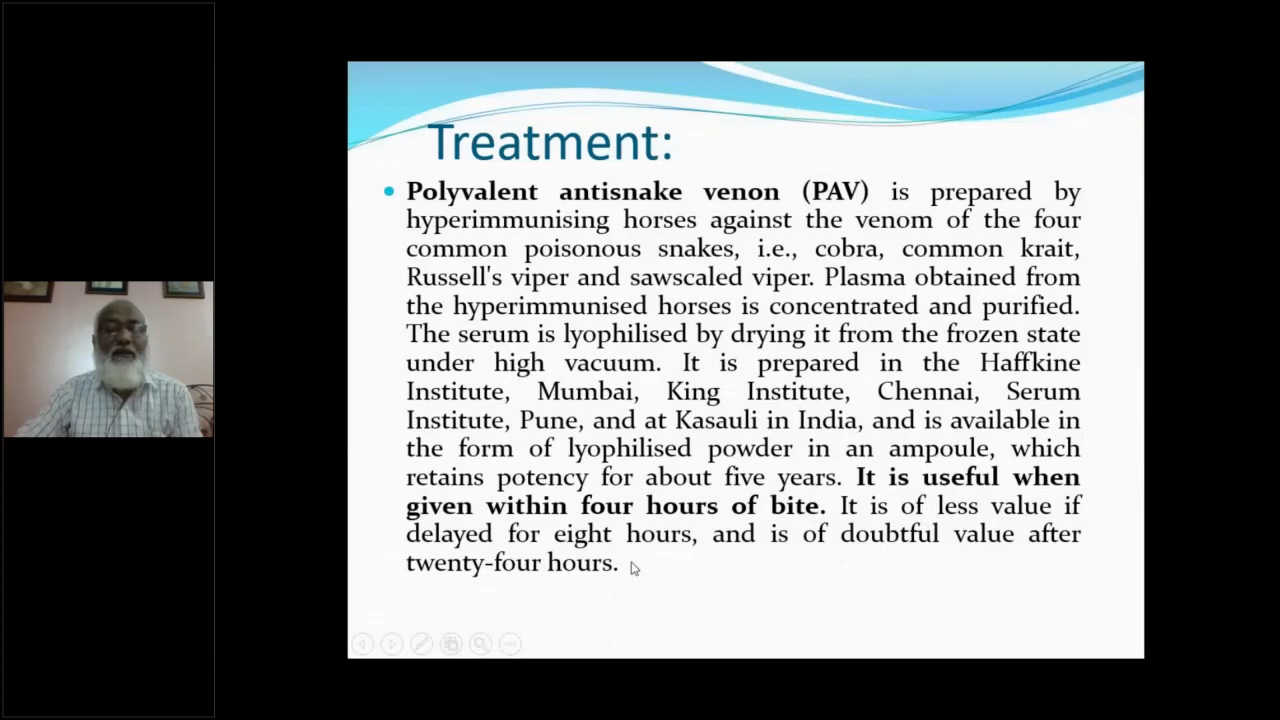 Treatment:
• Polyvalent antisnake venon (PAV) is prepared by
hyperimmunising horses against the venom of the four
common poisonous snakes, i.e., cobra, common krait,
Russell's viper and sawscaled viper. Plasma obtained from
the hyperimmunised horses is concentrated and purified.
The serum is lyophilised by drying it from the frozen state
under high vacuum. It is prepared in the Haffkine
Institute, Mumbai, King Institute, Chennai, Serum
Institute, Pune, and at Kasauli in India, and is available in
the form of lyophilised powder in an ampoule, which
retains potency for about five years. It is useful when
given within four hours of bite. It is of less value if
delayed for eight hours, and is of doubtful value after
twenty-four hours.